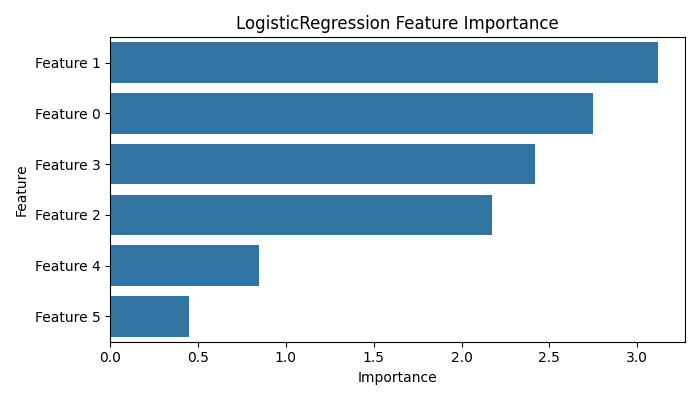 LogisticRegression Feature Importance
Feature
Feature 1
Feature 0
Feature 3
Feature 2
Feature 4
Feature 5
0.0 0.5 1.0 1.5 2.0 2.5 3.0
Importance